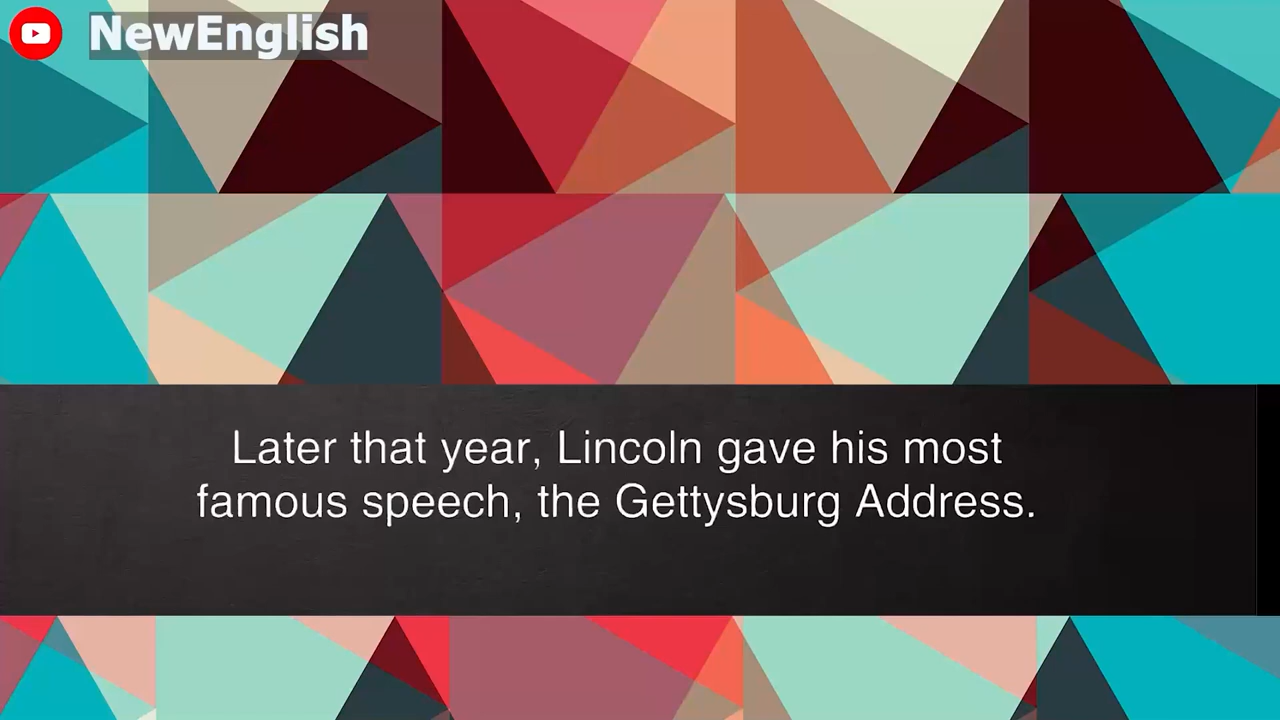 NewEnglish
Later that year, Lincoln gave his most
famous speech, the Gettysburg Address.